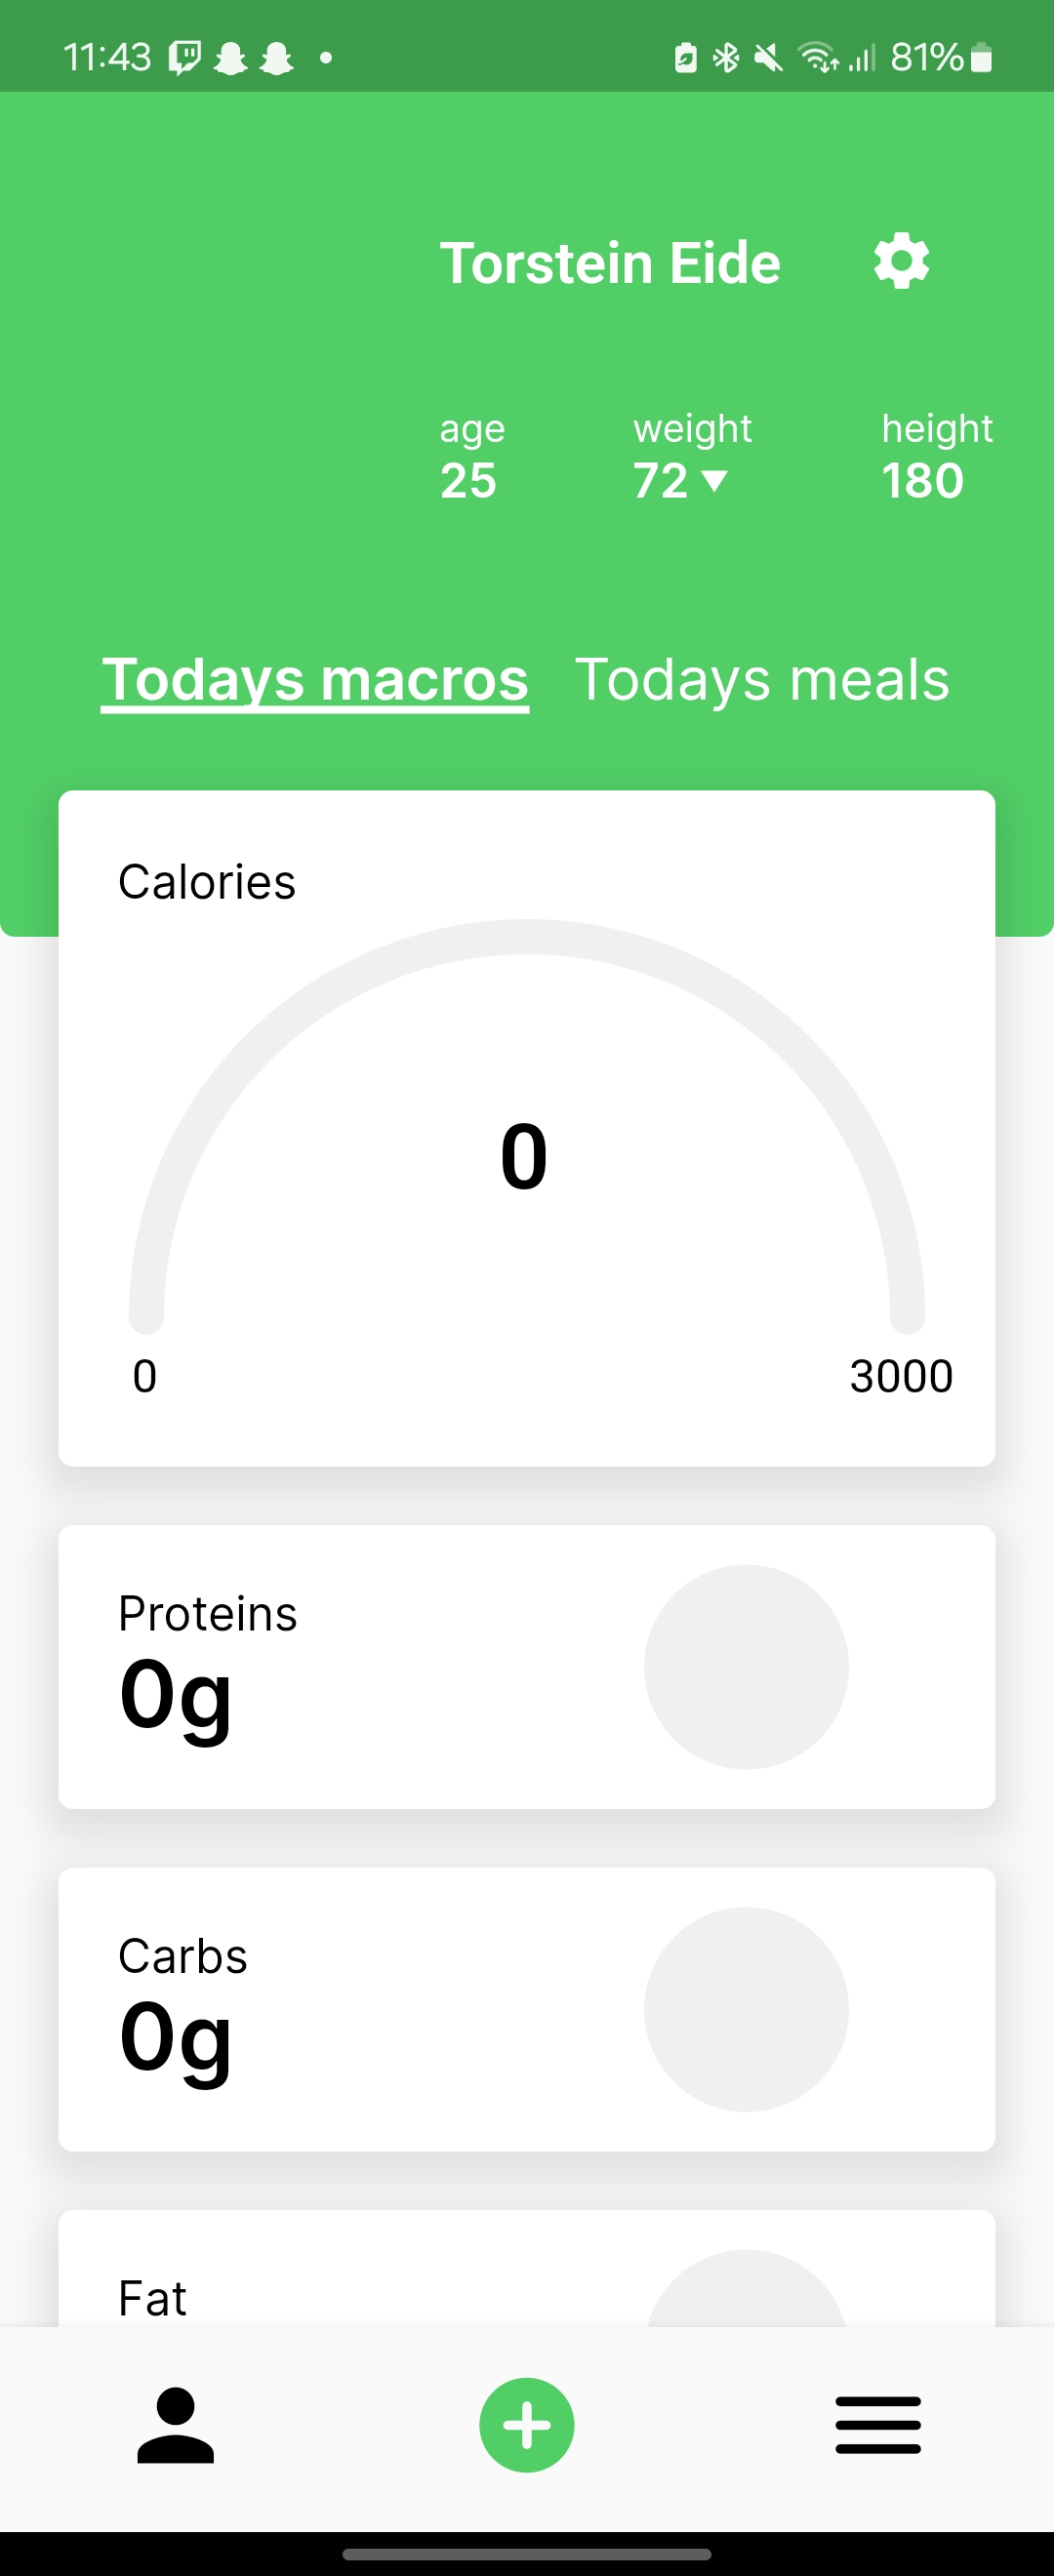 11:43 81%
Torstein Eide
age weight height
25 72 180
Todays macros Todays meals
Calories
0
0 3000
Proteins
0g
Carbs
0g
Fat